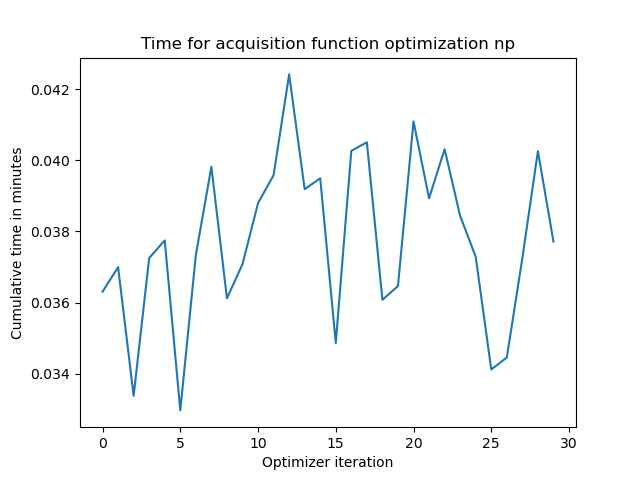 Time for acquisition function optimization np
Cumulative time in minutes
0.042
0.040
0.038
0.036
0.034
0 5 10 15 20 25 30
Optimizer iteration